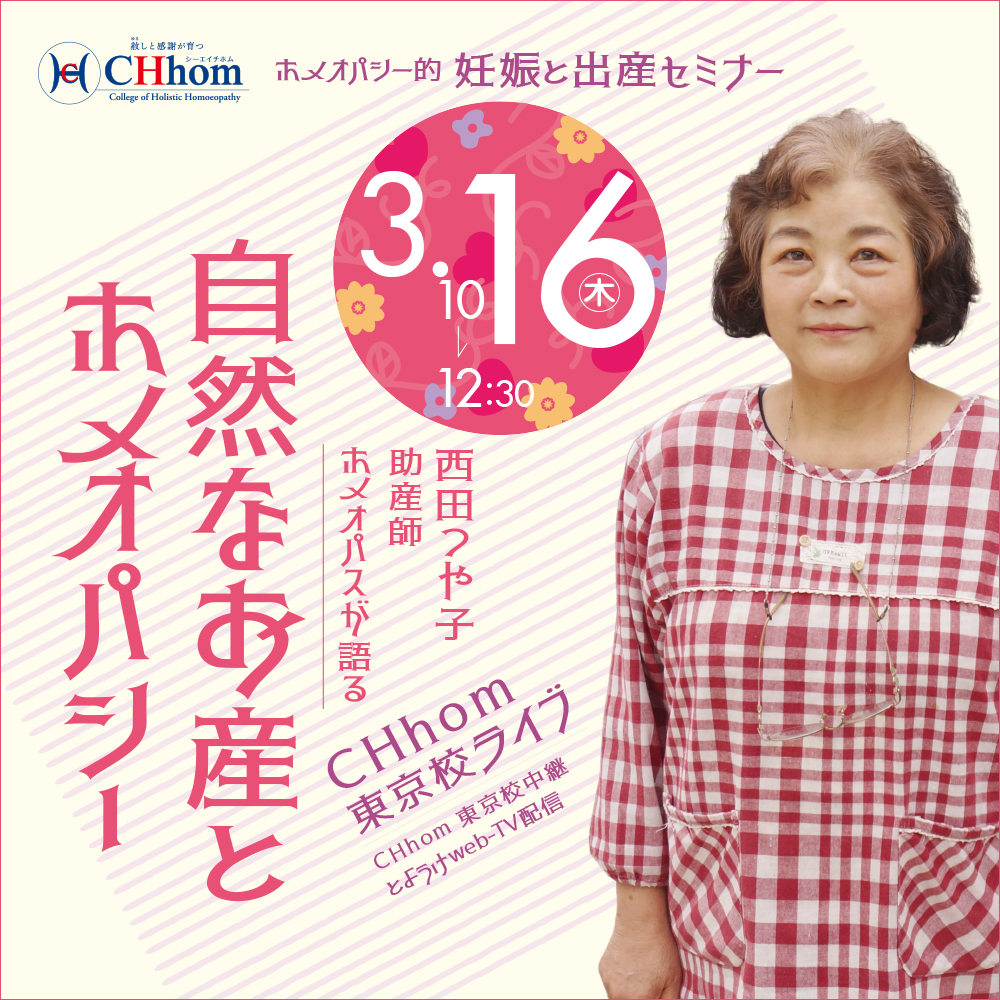 赦しと感謝が育つ
ゆる
シーエイチホム
CHhom
College of Holistic Homoeopathy
ホメオパシー的 妊娠と出産セミナー
3.16
木
10
12:30
自然なお産と
ホメオパシー
西田つや子
助産師
ホメオパスが語る
CHhom
東京校ライブ
CHhom 東京校中継
とようけweb-TV配信